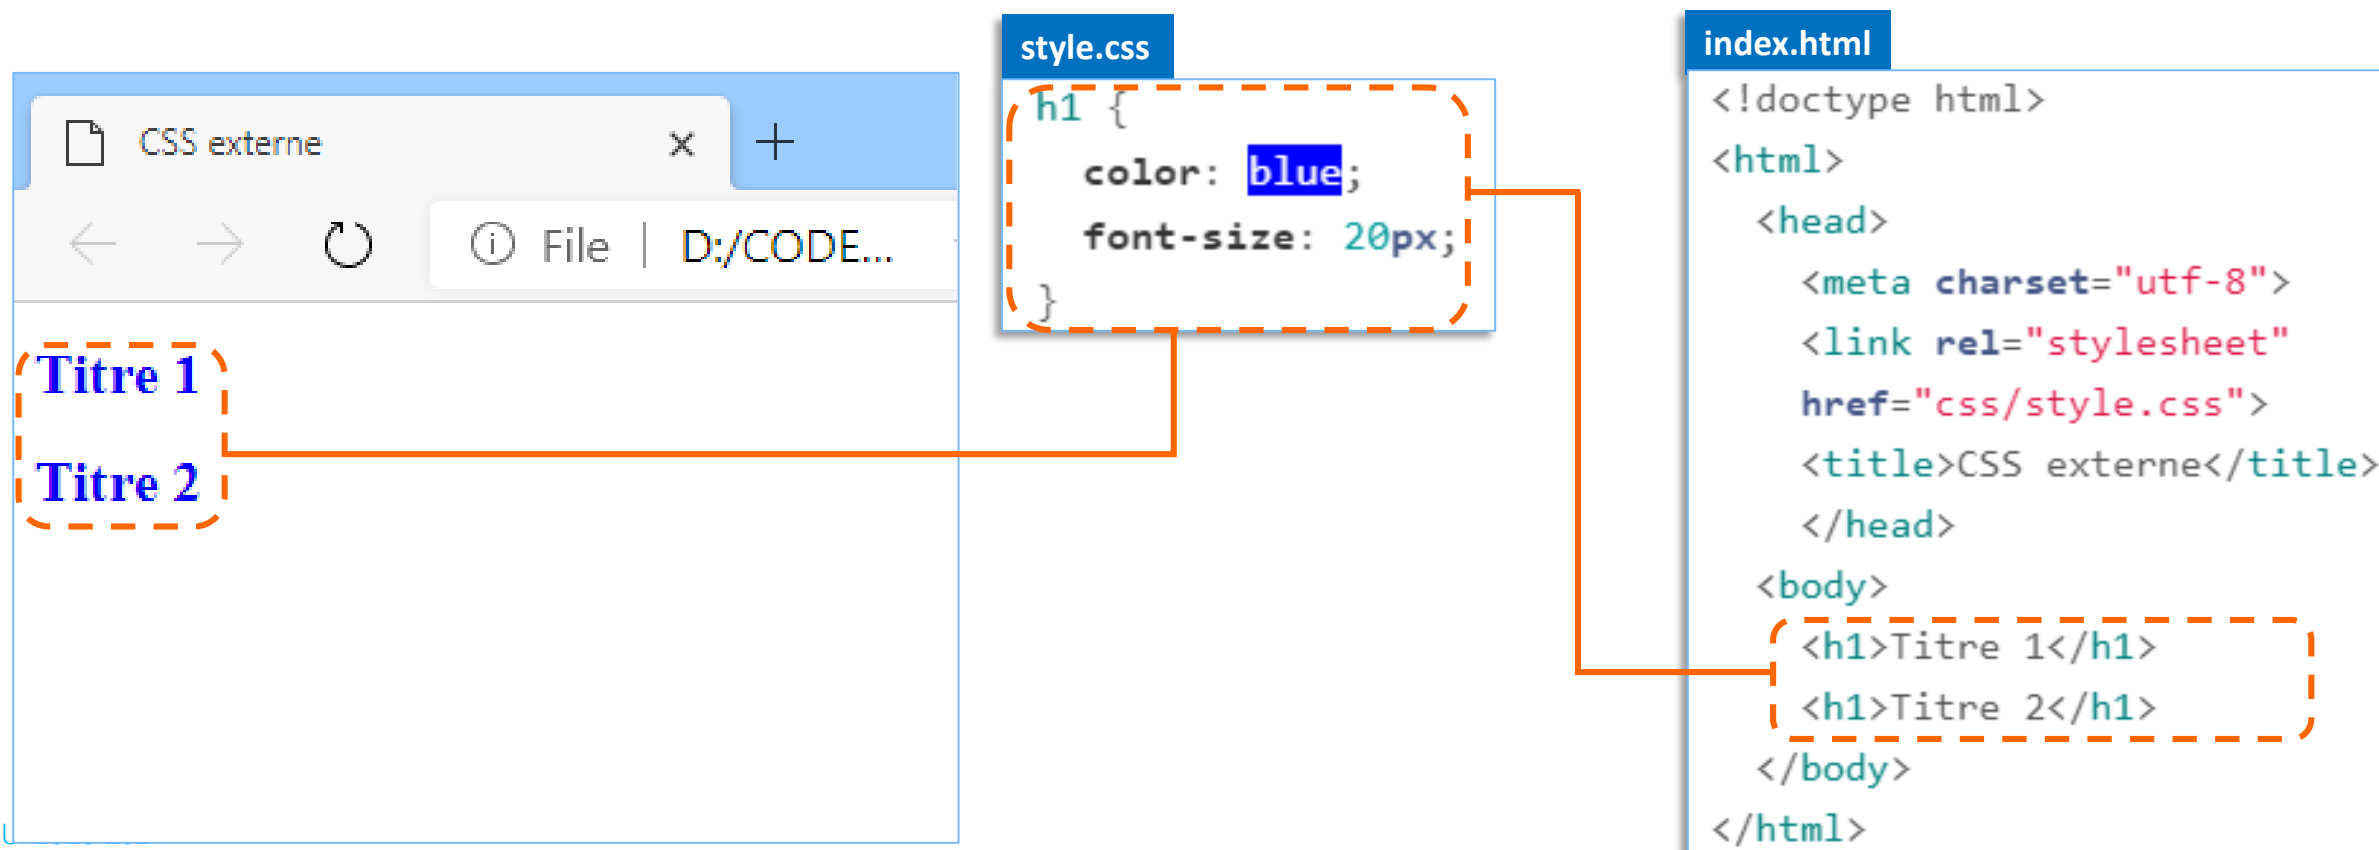 CSS externe
File | D:/CODE...
Titre 1
Titre 2
style.css
h1 {
color: blue;
font-size: 20px;
}
index.html
<!doctype html>
<html>
<head>
<meta charset="utf-8">
<link rel="stylesheet"
href="css/style.css">
<title>CSS externe</title>
</head>
<body>
<h1>Titre 1</h1>
<h1>Titre 2</h1>
</body>
</html>